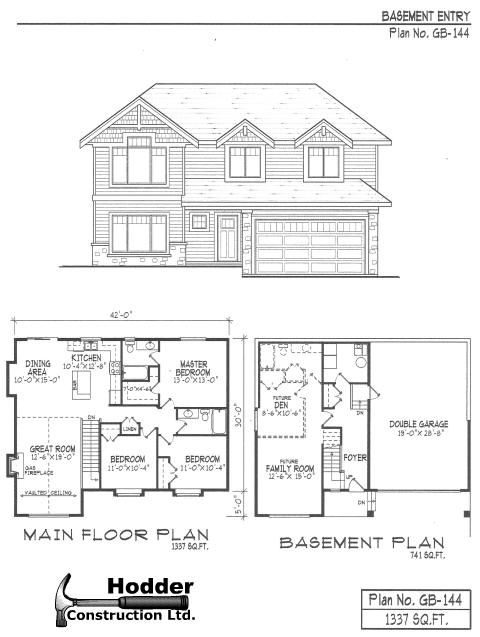 BASEMENT ENTRY
Plan No. GB-144
42'-0"
DINING
AREA
10'-0"X15'-0"
KITCHEN
10'-4"X12'-8"
BAR
MASTER
BEDROOM
13'-0"X13'-0"
7'-0"X4'-6"
LINEN
DN
GREAT ROOM
12'-6"X19'-0"
GAS
FIREPLACE
VAULTED CEILING
BEDROOM
11'-0"X10'-4"
BEDROOM
11'-0"X10'-4"
30'-0"
5'-0"
MAIN FLOOR PLAN
1337 SQ.FT.
FUTURE
DEN
8'-6"X10'-6"
DN
DOUBLE GARAGE
19'-0"X28'-8"
FUTURE
FAMILY ROOM
12'-6"X15'-0"
FOYER
UP
DN
BASEMENT PLAN
741 SQ.FT.
Hodder
Construction Ltd.
Plan No. GB-144
1337 SQ.FT.